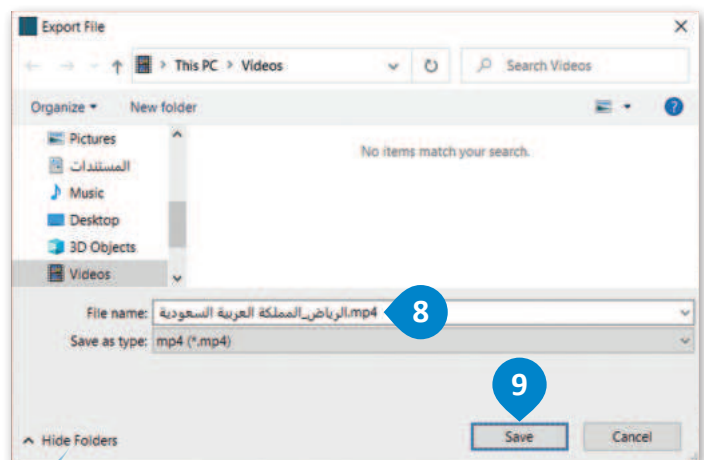 Export File
This PC > Videos
Search Videos
Organize
New folder
Pictures
المستندات
Music
Desktop
3D Objects
Videos
No items match your search.
File name: الرياض_المملكة العربية السعودية.mp4
8
Save as type: mp4 (*.mp4)
9
Hide Folders
Save
Cancel